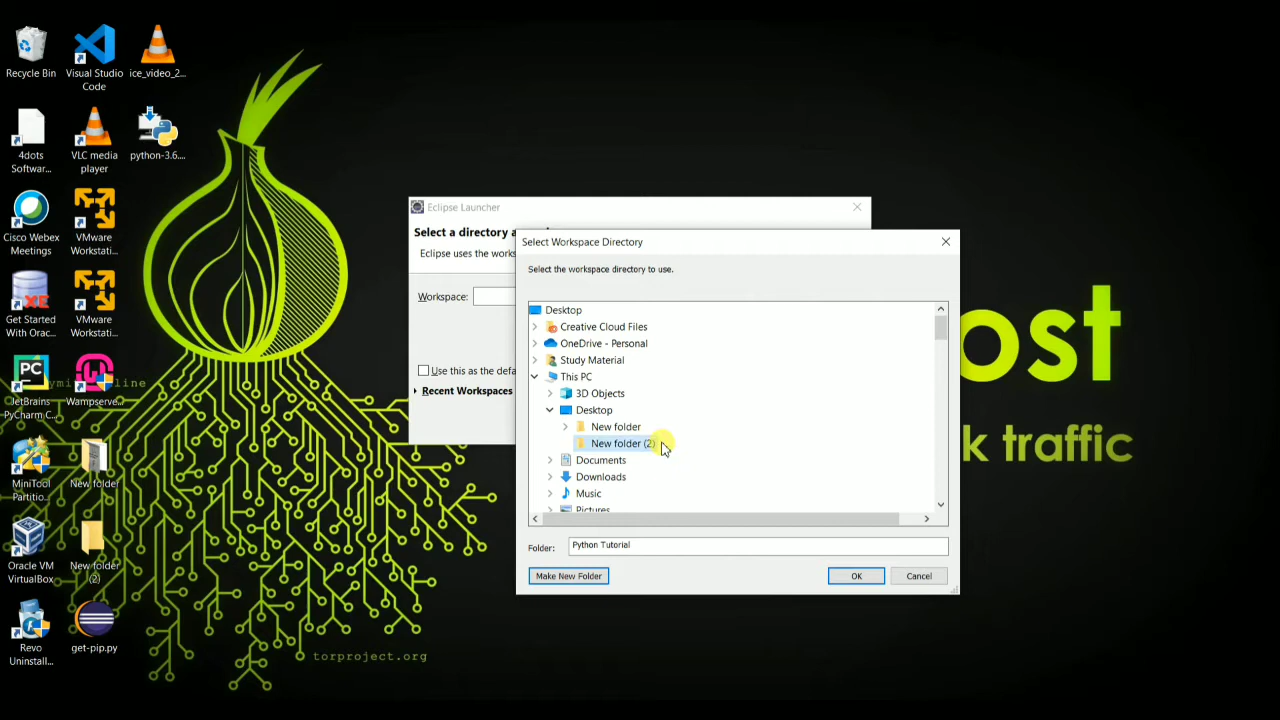 Recycle Bin
Visual Studio
Code
ice_video_2...
4dots
Softwar...
VLC media
player
python-3.6....
Cisco Webex
Meetings
VMware
Workstati...
Get Started
With Orac...
VMware
Workstati...
JetBrains
PyCharm C...
Wampserve...
MiniTool
Partitio...
New folder
Oracle VM
VirtualBox
New folder
(2)
Revo
Uninstall...
get-pip.py
line
torproject.org
ost
k traffic
Eclipse Launcher
Select a directory a
Eclipse uses the works
Workspace:
Use this as the defa
Recent Workspaces
Select Workspace Directory
Select the workspace directory to use.
Desktop
Creative Cloud Files
OneDrive - Personal
Study Material
This PC
3D Objects
Desktop
New folder
New folder (2)
Documents
Downloads
Music
Pictures
Folder:
Python Tutorial
Make New Folder
OK
Cancel